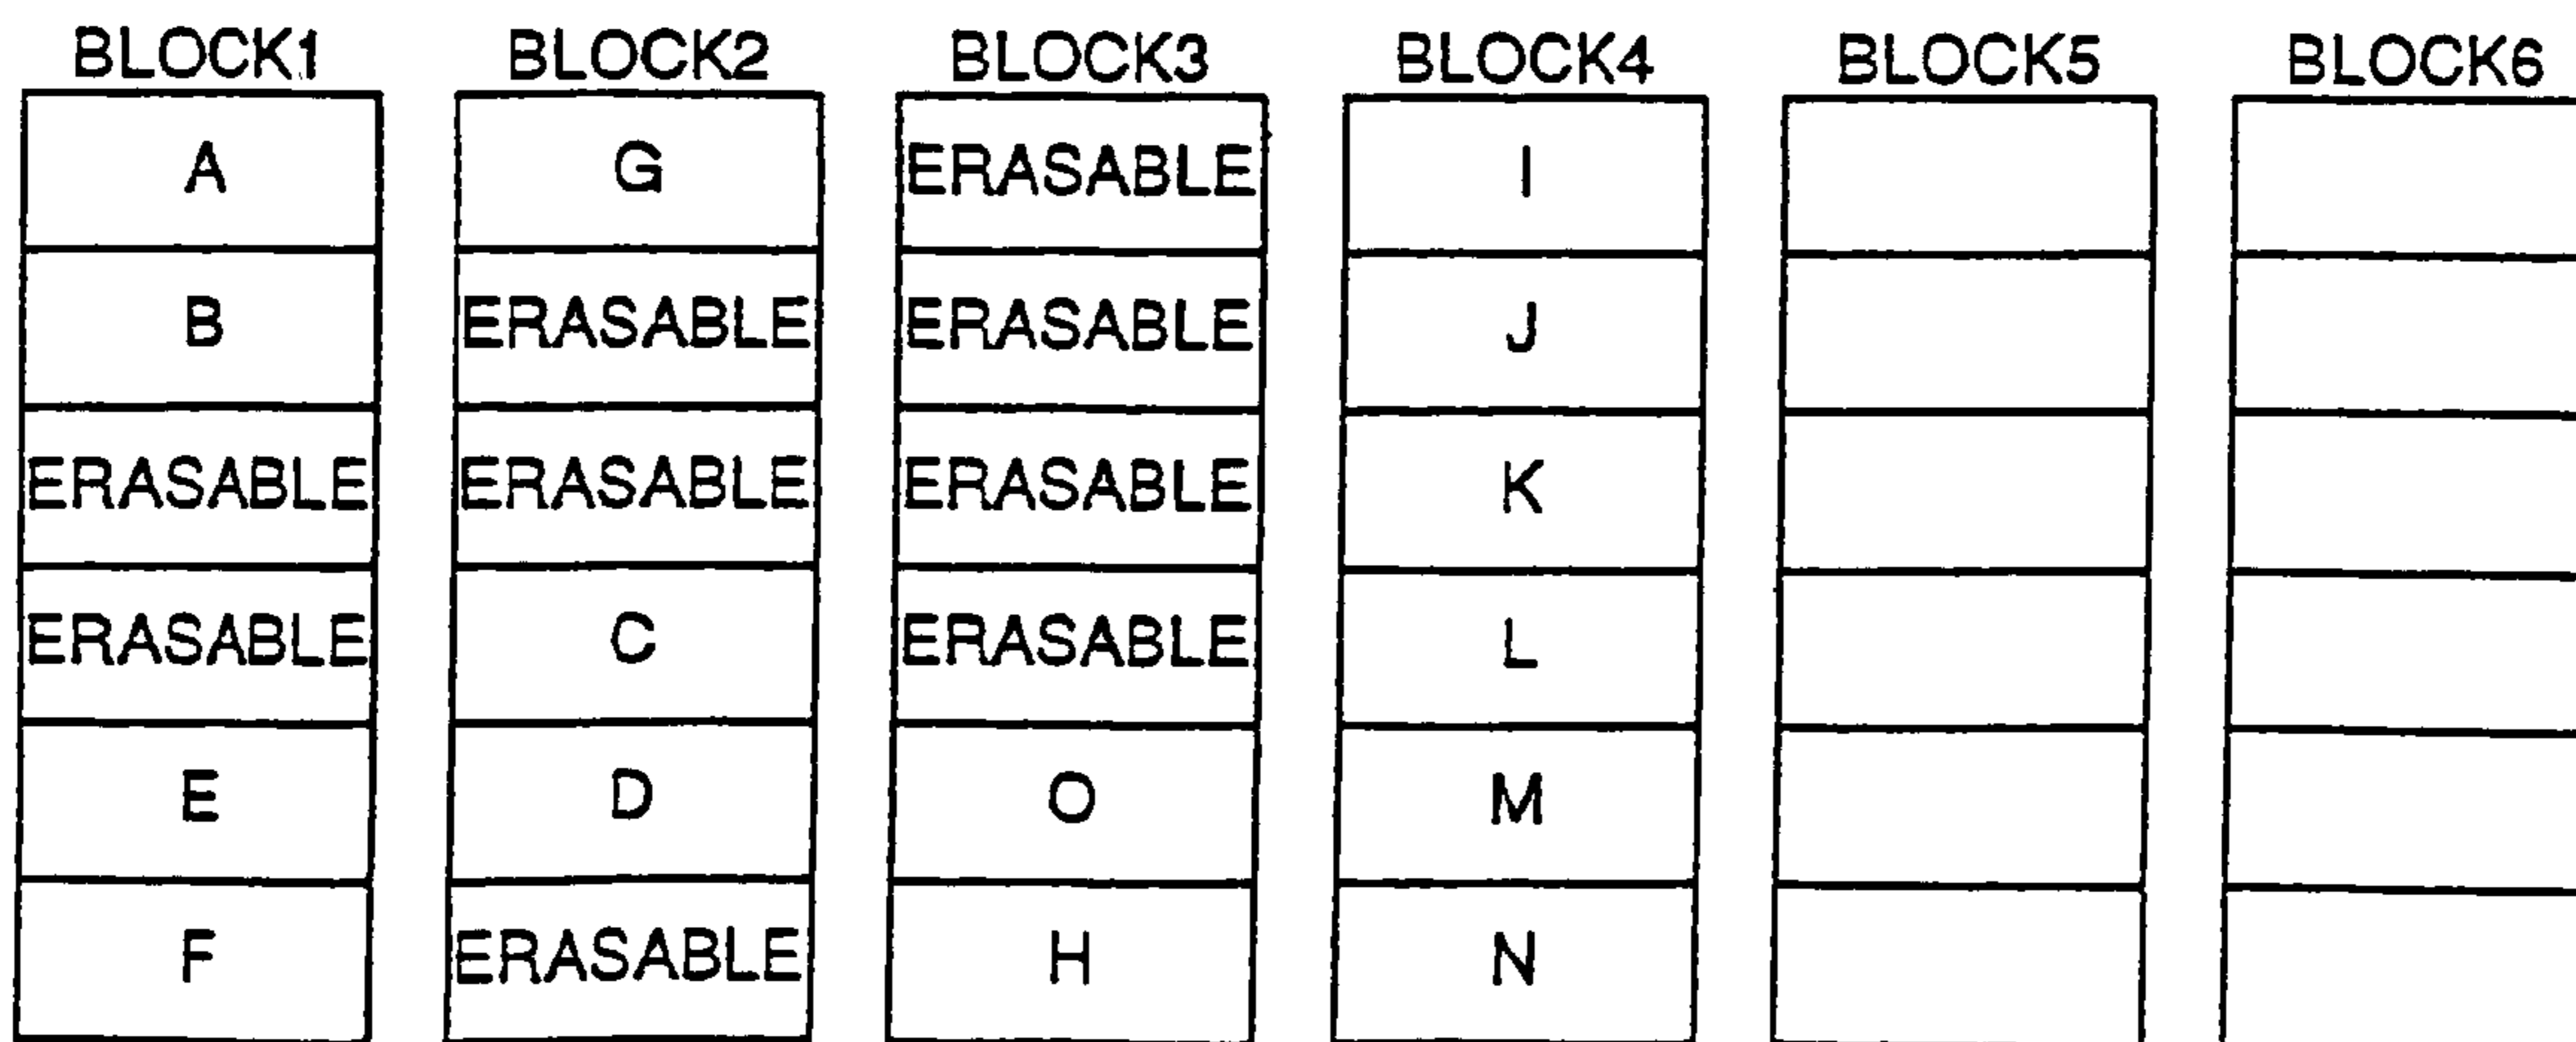 BLOCK1 BLOCK2 BLOCK3 BLOCK4 BLOCK5 BLOCK6
A G ERASABLE I
B ERASABLE ERASABLE J
ERASABLE ERASABLE ERASABLE K
ERASABLE C ERASABLE L
E D O M
F ERASABLE H N